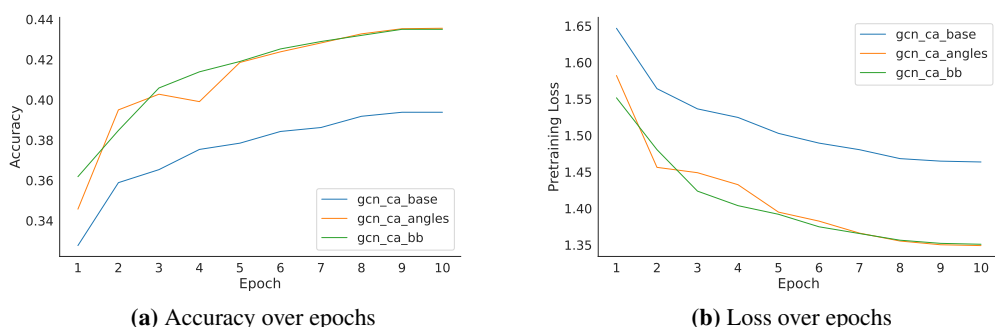 0.44
0.42
0.40
0.38
0.36
0.34
Accuracy
gcn_ca_base
gcn_ca_angles
gcn_ca_bb
1 2 3 4 5 6 7 8 9 10
Epoch
(a) Accuracy over epochs
1.65
1.60
1.55
1.50
1.45
1.40
1.35
Pretraining Loss
gcn_ca_base
gcn_ca_angles
gcn_ca_bb
1 2 3 4 5 6 7 8 9 10
Epoch
(b) Loss over epochs